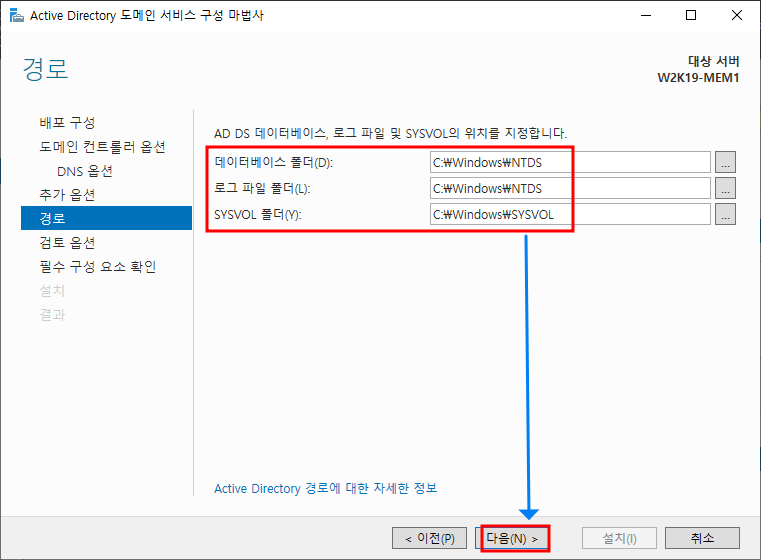 Active Directory 도메인 서비스 구성 마법사
경로
대상 서버
W2K19-MEM1
배포 구성
도메인 컨트롤러 옵션
DNS 옵션
추가 옵션
경로
검토 옵션
필수 구성 요소 확인
설치
결과
AD DS 데이터베이스, 로그 파일 및 SYSVOL의 위치를 지정합니다.
데이터베이스 폴더(D): C:₩Windows₩NTDS ...
로그 파일 폴더(L): C:₩Windows₩NTDS ...
SYSVOL 폴더(Y): C:₩Windows₩SYSVOL ...
Active Directory 경로에 대한 자세한 정보
< 이전(P) 다음(N) > 설치(I) 취소